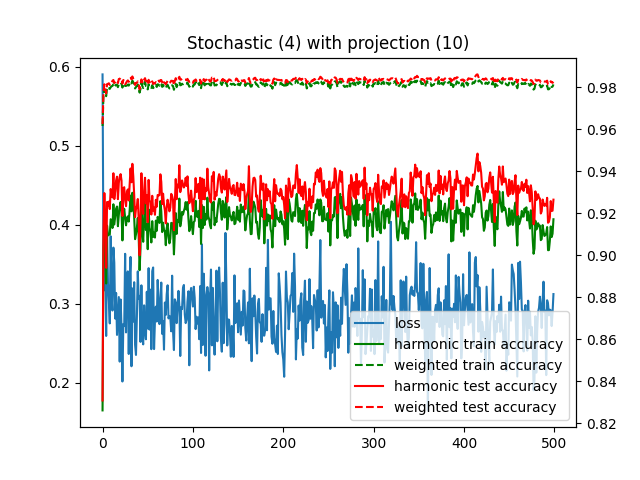 Stochastic (4) with projection (10)
0.6
0.5
0.4
0.3
0.2
0.98
0.96
0.94
0.92
0.90
0.88
0.86
0.84
0.82
loss
harmonic train accuracy
weighted train accuracy
harmonic test accuracy
weighted test accuracy
0 100 200 300 400 500